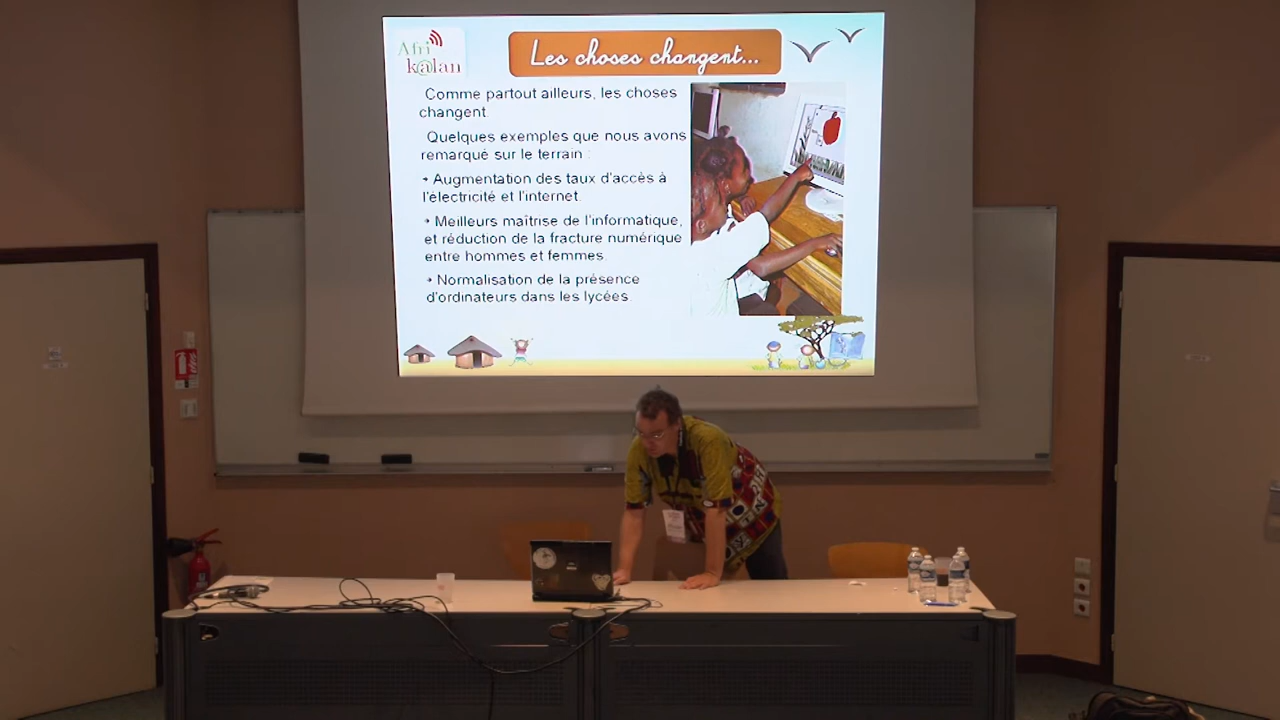 Afri
k@lan
Les choses changent...
Comme partout ailleurs, les choses
changent.
Quelques exemples que nous avons
remarqué sur le terrain :
➔ Augmentation des taux d'accès à
l'électricité et l'internet.
➔ Meilleurs maîtrise de l'informatique,
et réduction de la fracture numérique
entre hommes et femmes.
➔ Normalisation de la présence
d'ordinateurs dans les lycées.